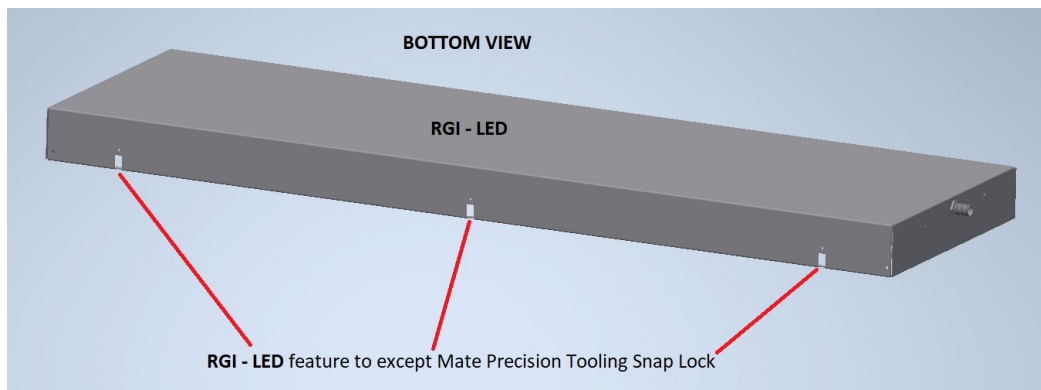 BOTTOM VIEW
RGI - LED
RGI - LED feature to except Mate Precision Tooling Snap Lock